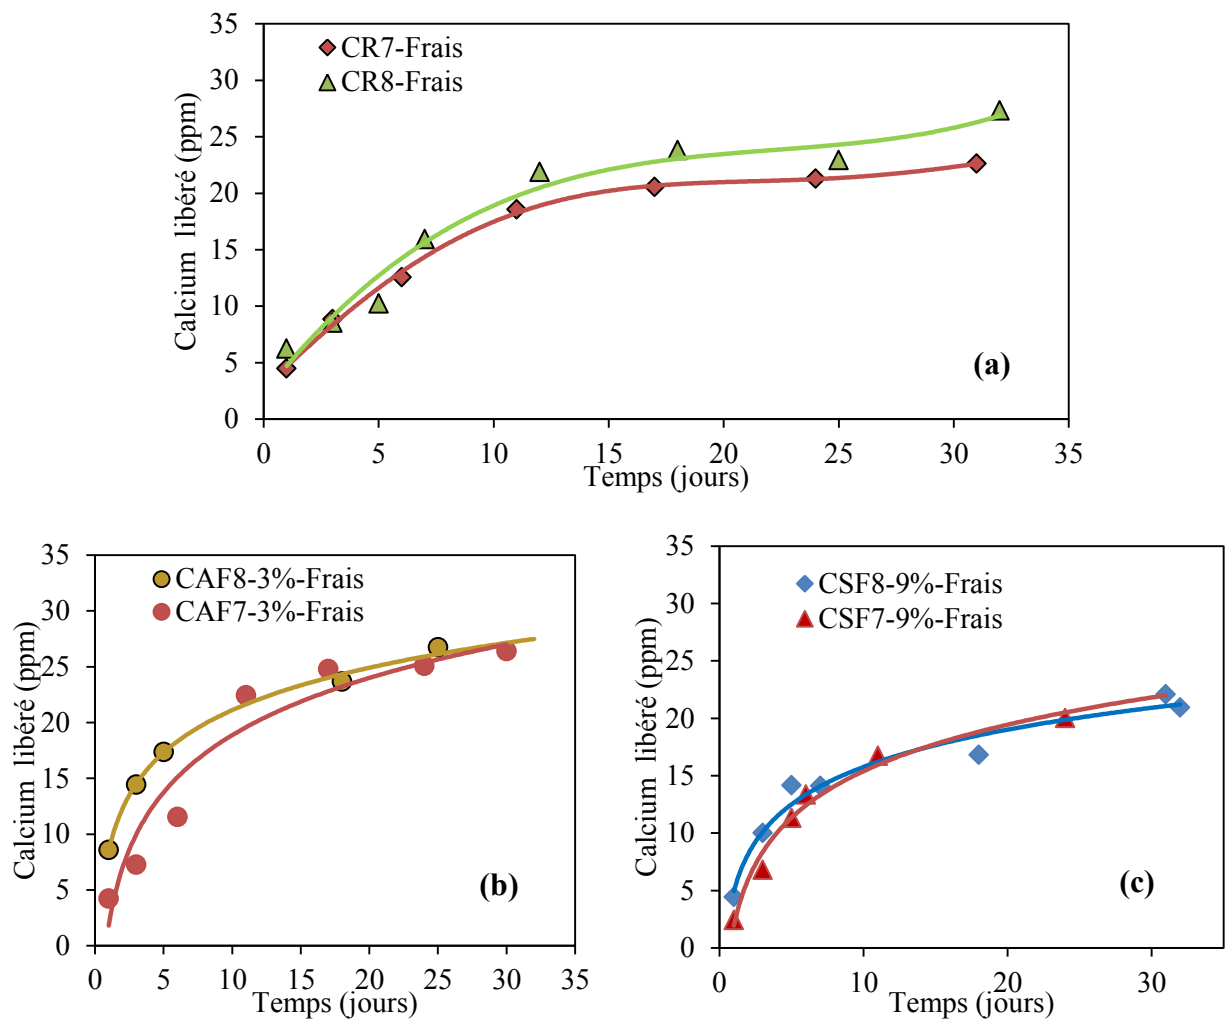 35
30
25
20
15
10
5
0
Calcium libéré (ppm)
CR7-Frais
CR8-Frais
(a)
0 5 10 15 20 25 30 35
Temps (jours)
35
30
25
20
15
10
5
0
Calcium libéré (ppm)
CAF8-3%-Frais
CAF7-3%-Frais
(b)
0 5 10 15 20 25 30 35
Temps (jours)
35
30
25
20
15
10
5
0
Calcium libéré (ppm)
CSF8-9%-Frais
CSF7-9%-Frais
(c)
0 10 20 30
Temps (jours)